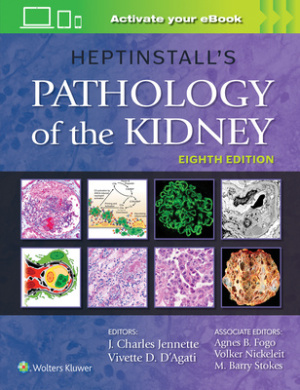 Activate your eBook
HEPTINSTALL'S
PATHOLOGY
of the KIDNEY
EIGHTH EDITION
EDITORS:
J. Charles Jennette
Vivette D. D'Agati
ASSOCIATE EDITORS:
Agnes B. Fogo
Volker Nickeleit
M. Barry Stokes
Wolters Kluwer